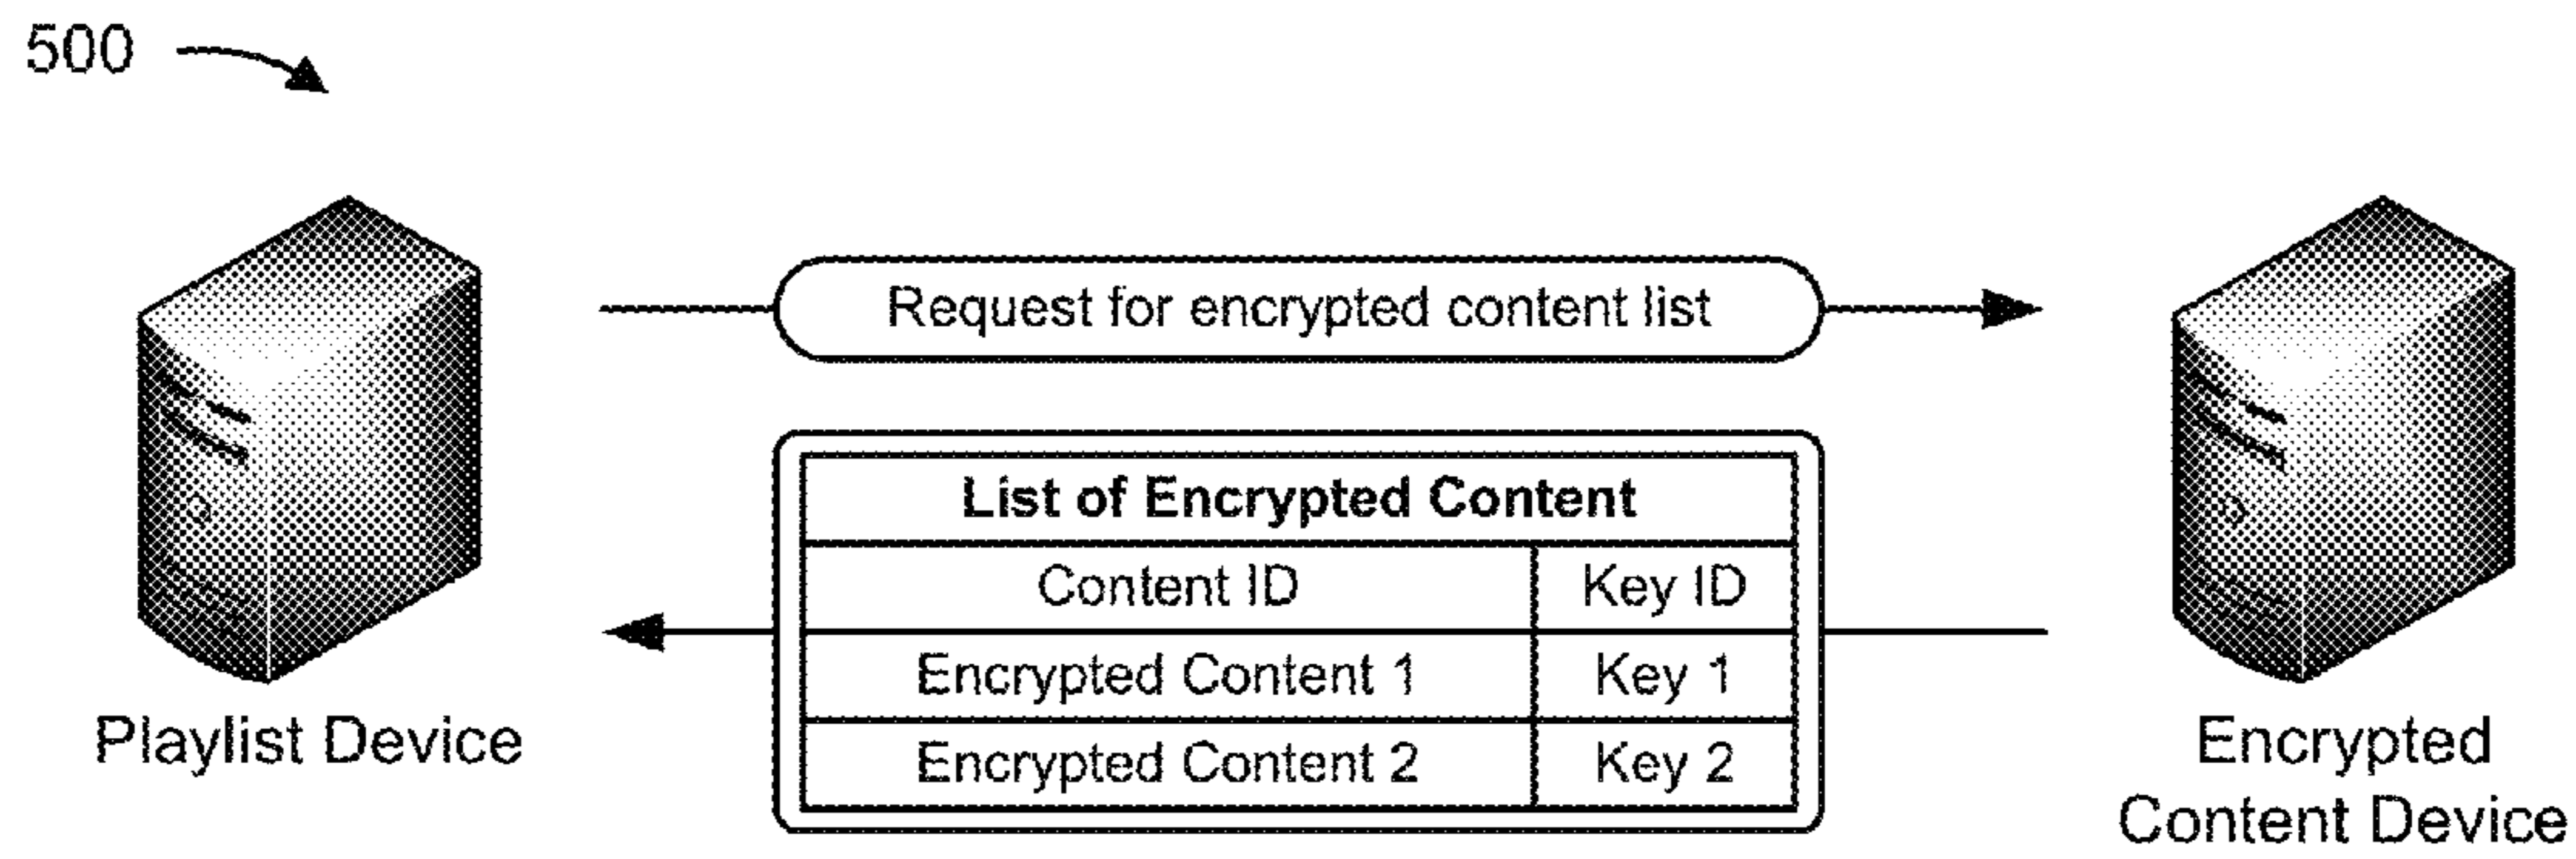 500
Request for encrypted content list
List of Encrypted Content
Content ID Key ID
Encrypted Content 1 Key 1
Encrypted Content 2 Key 2
Playlist Device
Encrypted
Content Device